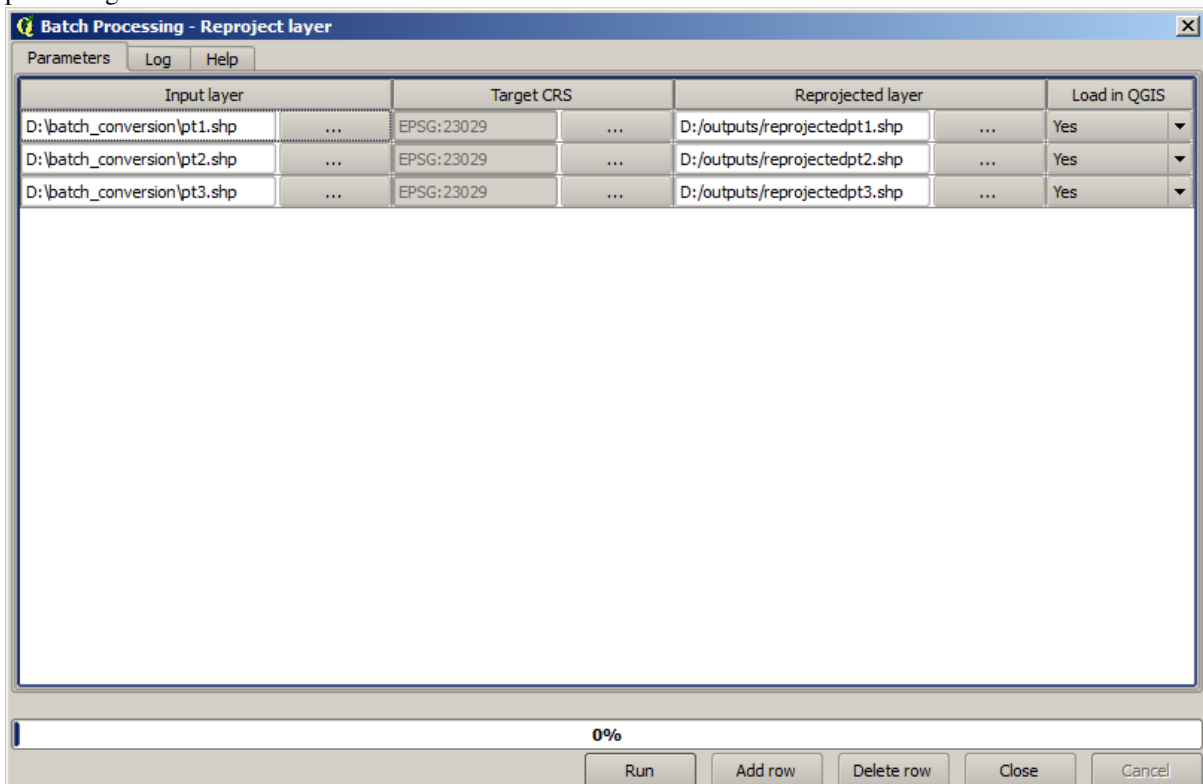 Batch Processing - Reproject layer
Parameters Log Help
Input layer Target CRS Reprojected layer Load in QGIS
D:\batch_conversion\pt1.shp ... EPSG:23029 ... D:/outputs/reprojectedpt1.shp ... Yes
D:\batch_conversion\pt2.shp ... EPSG:23029 ... D:/outputs/reprojectedpt2.shp ... Yes
D:\batch_conversion\pt3.shp ... EPSG:23029 ... D:/outputs/reprojectedpt3.shp ... Yes
0%
Run Add row Delete row Close Cancel